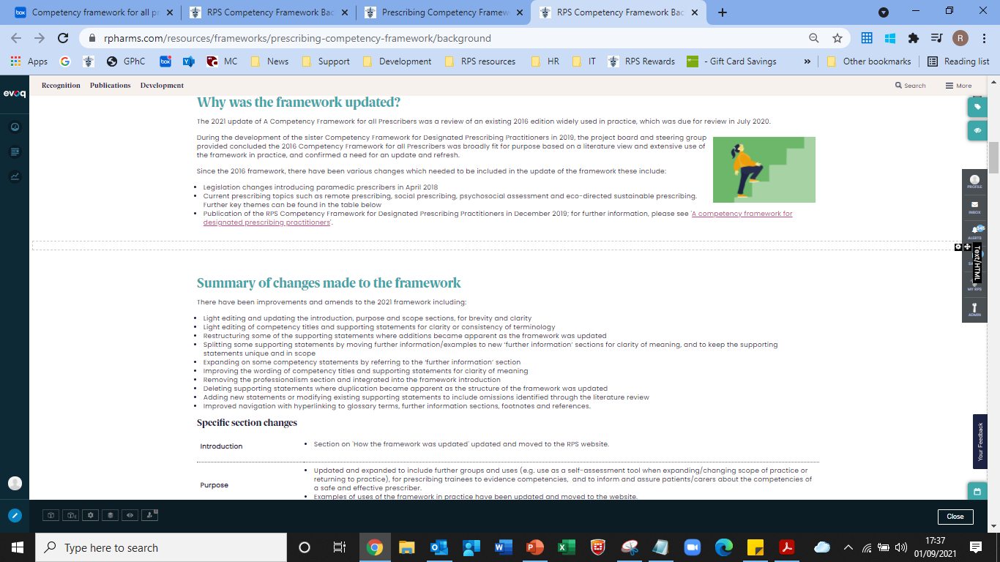 Competency framework for all pr
RPS Competency Framework Bac
Prescribing Competency Framew
RPS Competency Framework Bac
rpharms.com/resources/frameworks/prescribing-competency-framework/background
R
Apps
GPhC
box
MC
News
Support
Development
RPS resources
HR
IT
RPS Rewards
- Gift Card Savings
»
Other bookmarks
Reading list
evoq
Recognition Publications Development
Search
More
Why was the framework updated?
The 2021 update of A Competency Framework for all Prescribers was a review of an existing 2016 edition widely used in practice, which was due for review in July 2020.
During the development of the sister Competency Framework for Designated Prescribing Practitioners in 2019, the project board and steering group
provided concluded the 2016 Competency Framework for all Prescribers was broadly fit for purpose based on a literature view and extensive use of
the framework in practice, and confirmed a need for an update and refresh.
Since the 2016 framework, there have been various changes which needed to be included in the update of the framework these include:
• Legislation changes introducing paramedic prescribers in April 2018
• Current prescribing topics such as remote prescribing, social prescribing, psychosocial assessment and eco-directed sustainable prescribing.
Further key themes can be found in the table below
• Publication of the RPS Competency Framework for Designated Prescribing Practitioners in December 2019; for further information, please see 'A competency framework for
designated prescribing practitioners'.
PROFILE
INBOX
345
ALERTS
Text/HTML
MY RPS
ADMIN
Summary of changes made to the framework
There have been improvements and amends to the 2021 framework including:
• Light editing and updating the introduction, purpose and scope sections, for brevity and clarity
• Light editing of competency titles and supporting statements for clarity or consistency of terminology
• Restructuring some of the supporting statements where additions became apparent as the framework was updated
• Splitting some supporting statements by moving further information/examples to new ‘further information’ sections for clarity of meaning, and to keep the supporting
statements unique and in scope
• Expanding on some competency statements by referring to the ‘further information’ section
• Improving the wording of competency titles and supporting statements for clarity of meaning
• Removing the professionalism section and integrated into the framework introduction
• Deleting supporting statements where duplication became apparent as the structure of the framework was updated
• Adding new statements or modifying existing supporting statements to include omissions identified through the literature review
• Improved navigation with hyperlinking to glossary terms, further information sections, footnotes and references.
Specific section changes
Introduction
• Section on 'How the framework was updated' updated and moved to the RPS website.
Purpose
• Updated and expanded to include further groups and uses (e.g. use as a self-assessment tool when expanding/changing scope of practice or
returning to practice), for prescribing trainees to evidence competencies, and to inform and assure patients/carers about the competencies of
a safe and effective prescriber.
• Examples of uses of the framework in practice have been updated and moved to the website.
Your Feedback
Close
Type here to search
17:37
01/09/2021